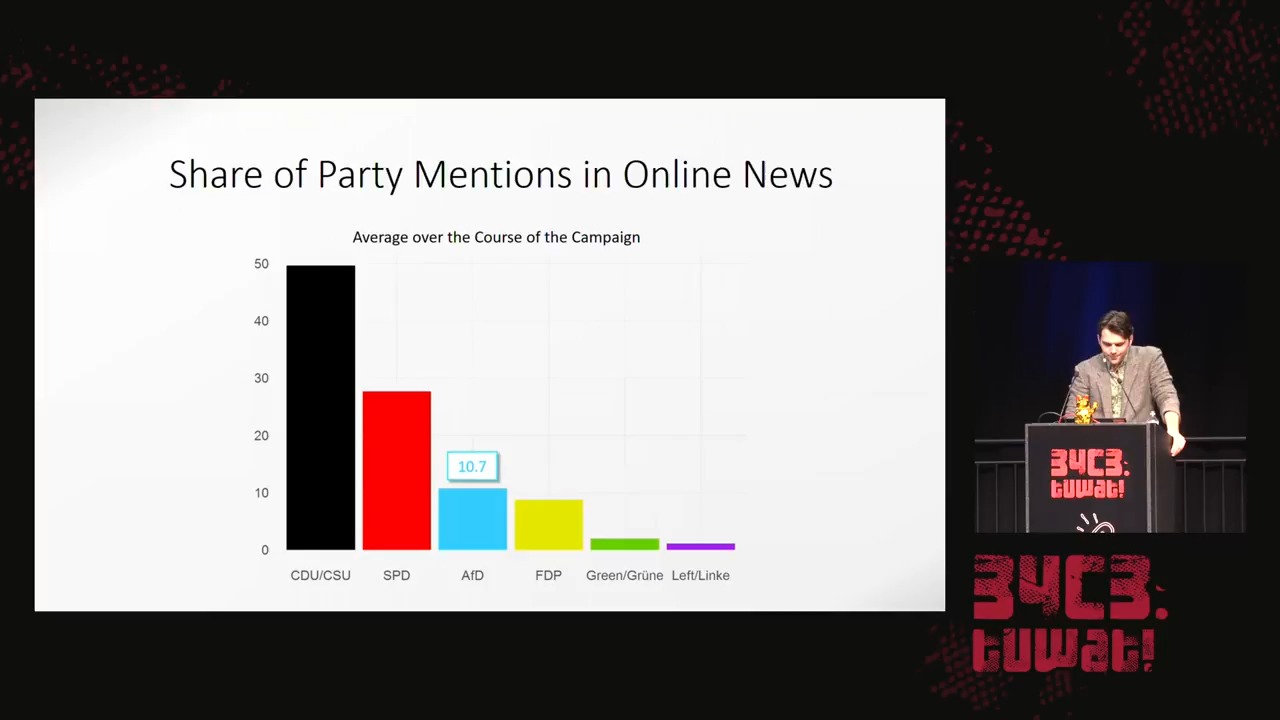 Share of Party Mentions in Online News
Average over the Course of the Campaign
50
40
30
20
10
0
10.7
CDU/CSU SPD AfD FDP Green/Grüne Left/Linke
34C3.
tuwat!
34C3.
tuwat!